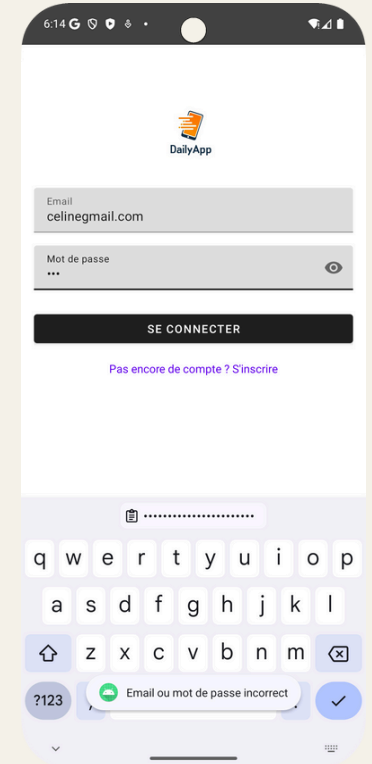 6:14
DailyApp
Email
celinegmail.com
Mot de passe
•••
SE CONNECTER
Pas encore de compte ? S'inscrire
•••••••••••••••••••••••
q w e r t y u i o p
a s d f g h j k l
z x c v b n m
?123
Email ou mot de passe incorrect